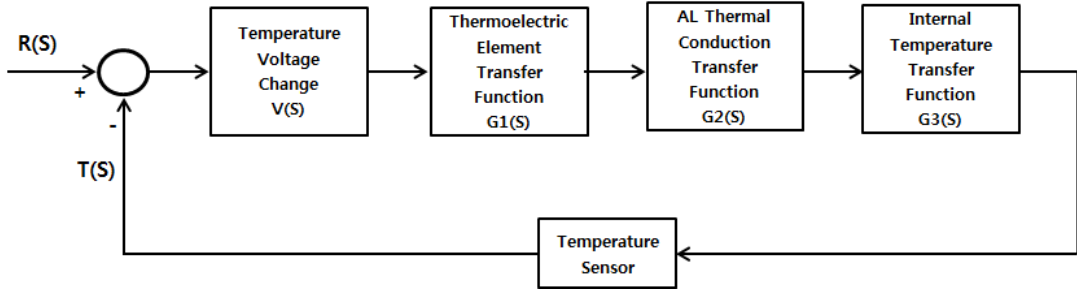 R(S)
+
-
T(S)
Temperature
Voltage
Change
V(S)
Thermoelectric
Element
Transfer
Function
G1(S)
AL Thermal
Conduction
Transfer
Function
G2(S)
Internal
Temperature
Transfer
Function
G3(S)
Temperature
Sensor